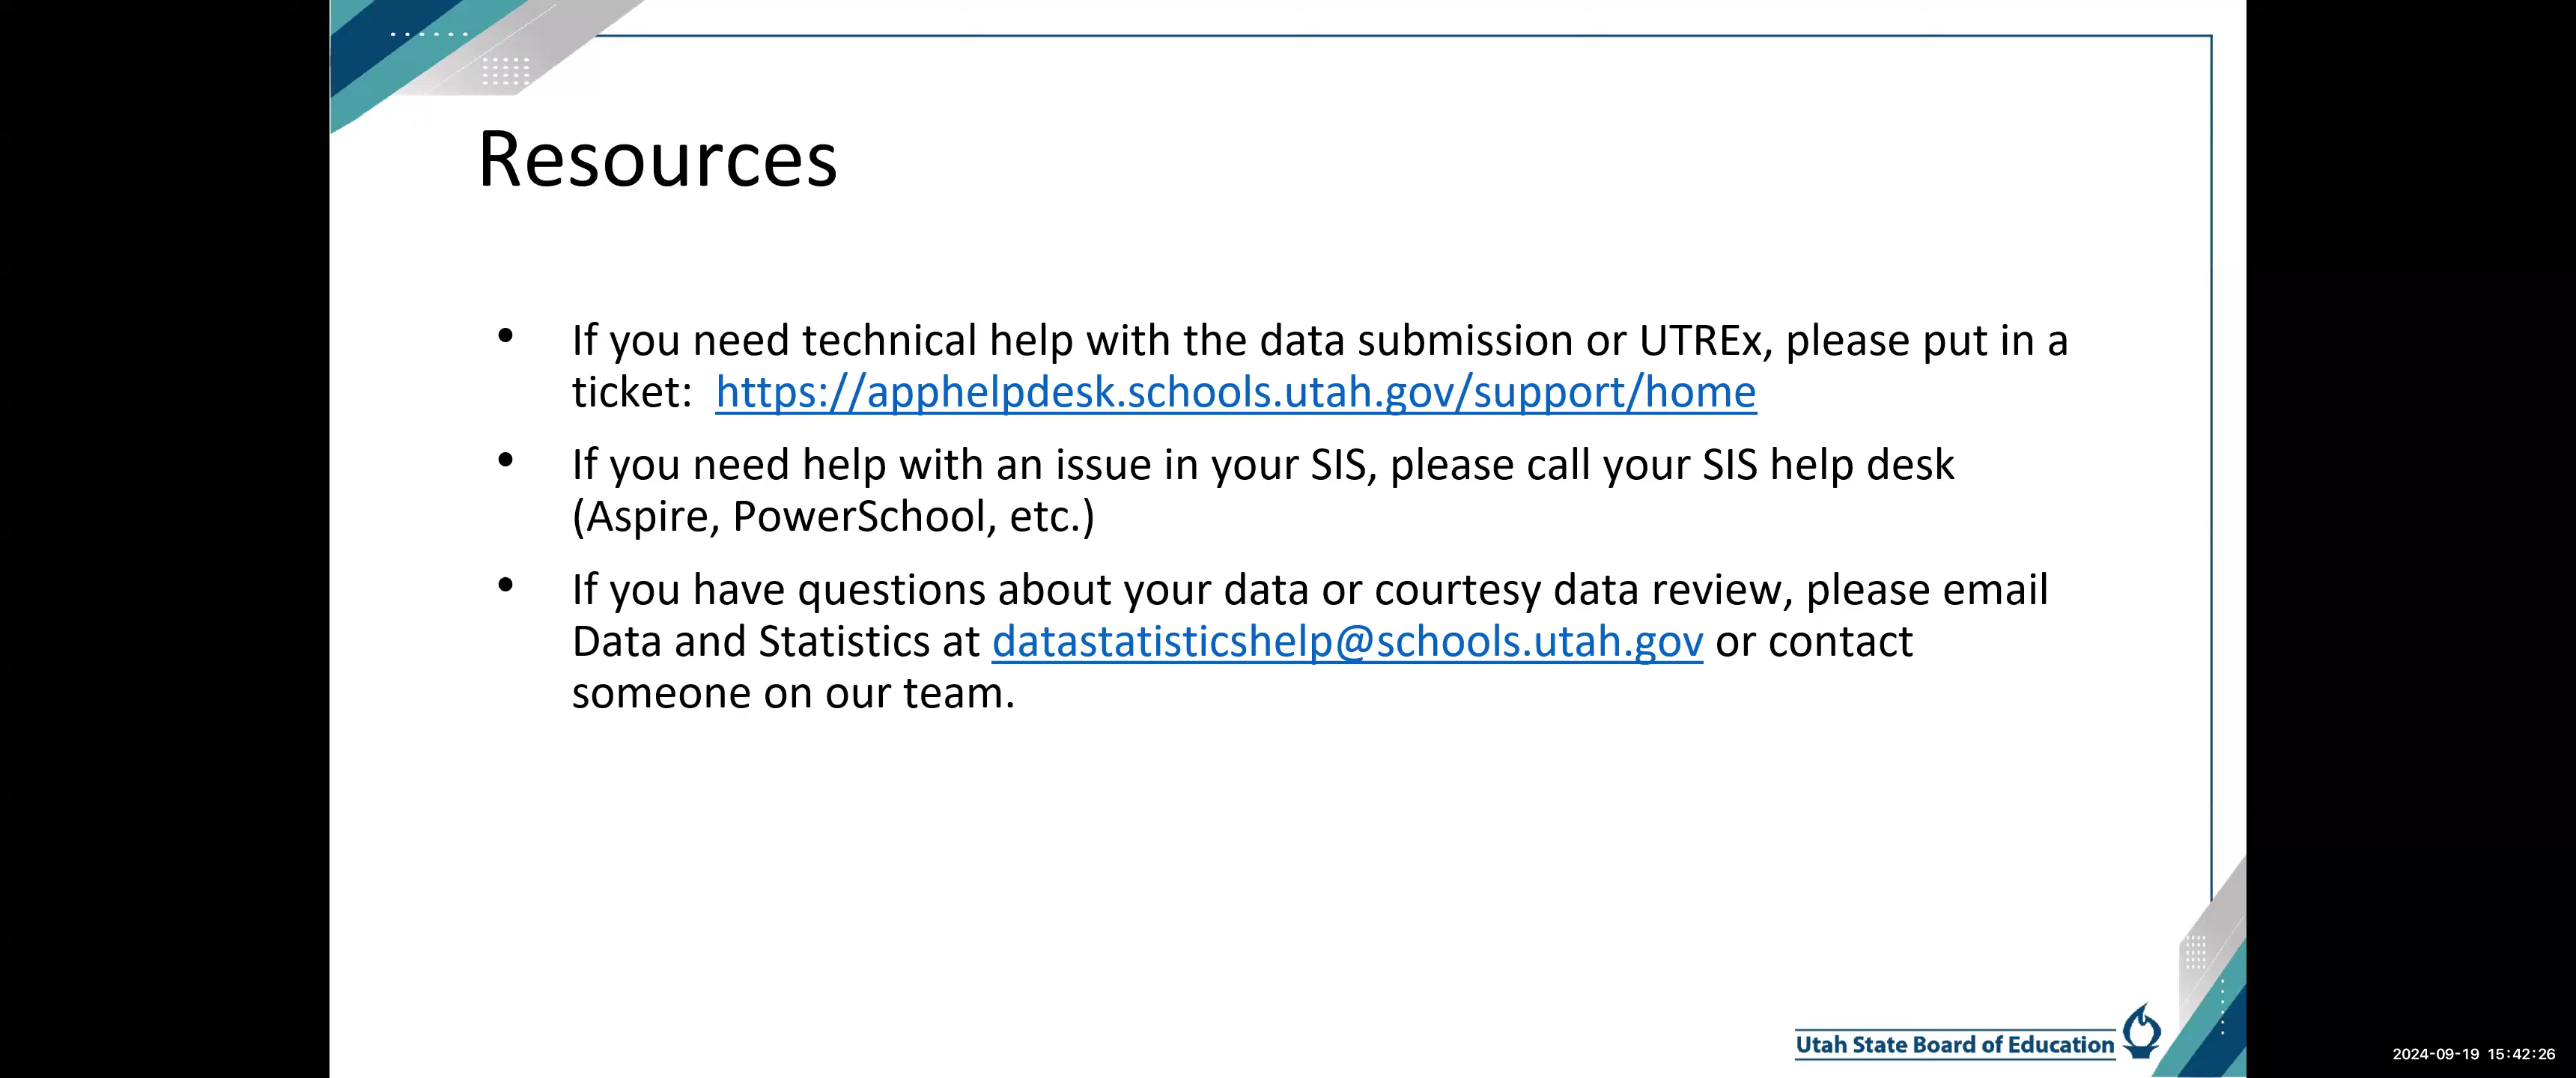 Resources
• If you need technical help with the data submission or UTREx, please put in a
ticket:  https://apphelpdesk.schools.utah.gov/support/home
• If you need help with an issue in your SIS, please call your SIS help desk
(Aspire, PowerSchool, etc.)
• If you have questions about your data or courtesy data review, please email
Data and Statistics at datastatisticshelp@schools.utah.gov or contact
someone on our team.
Utah State Board of Education
2024-09-19 15:42:26